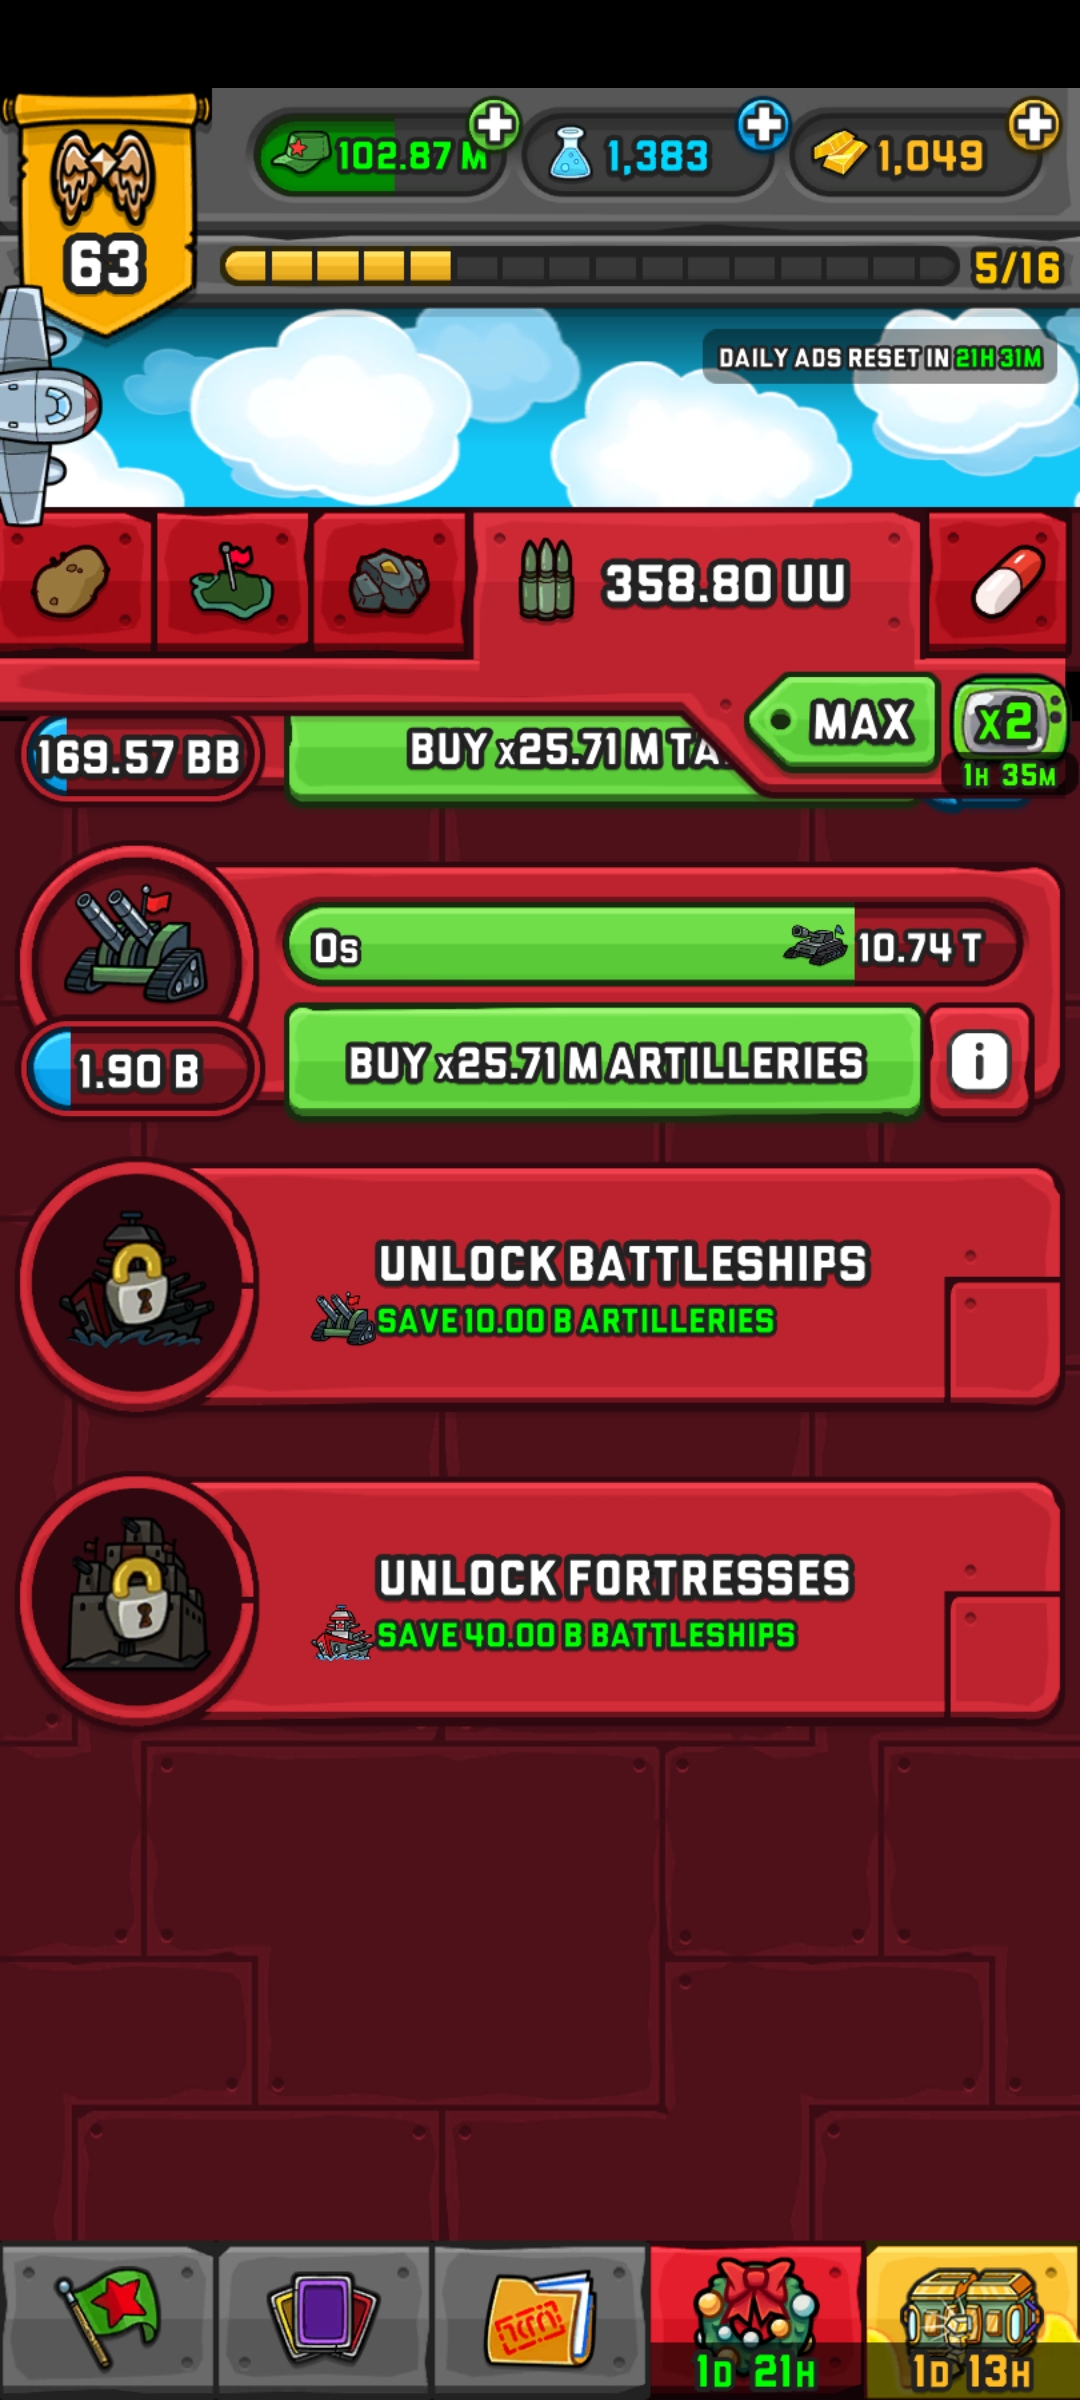 102.87 M
1,383
1,049
63
5/16
DAILY ADS RESET IN 21H 31M
358.80 UU
MAX
x2
1H 35M
169.57 BB
BUY x25.71 M TA
0s
10.74 T
1.90 B
BUY x25.71 M ARTILLERIES
i
UNLOCK BATTLESHIPS
SAVE 10.00 B ARTILLERIES
UNLOCK FORTRESSES
SAVE 40.00 B BATTLESHIPS
1D 21H
1D 13H